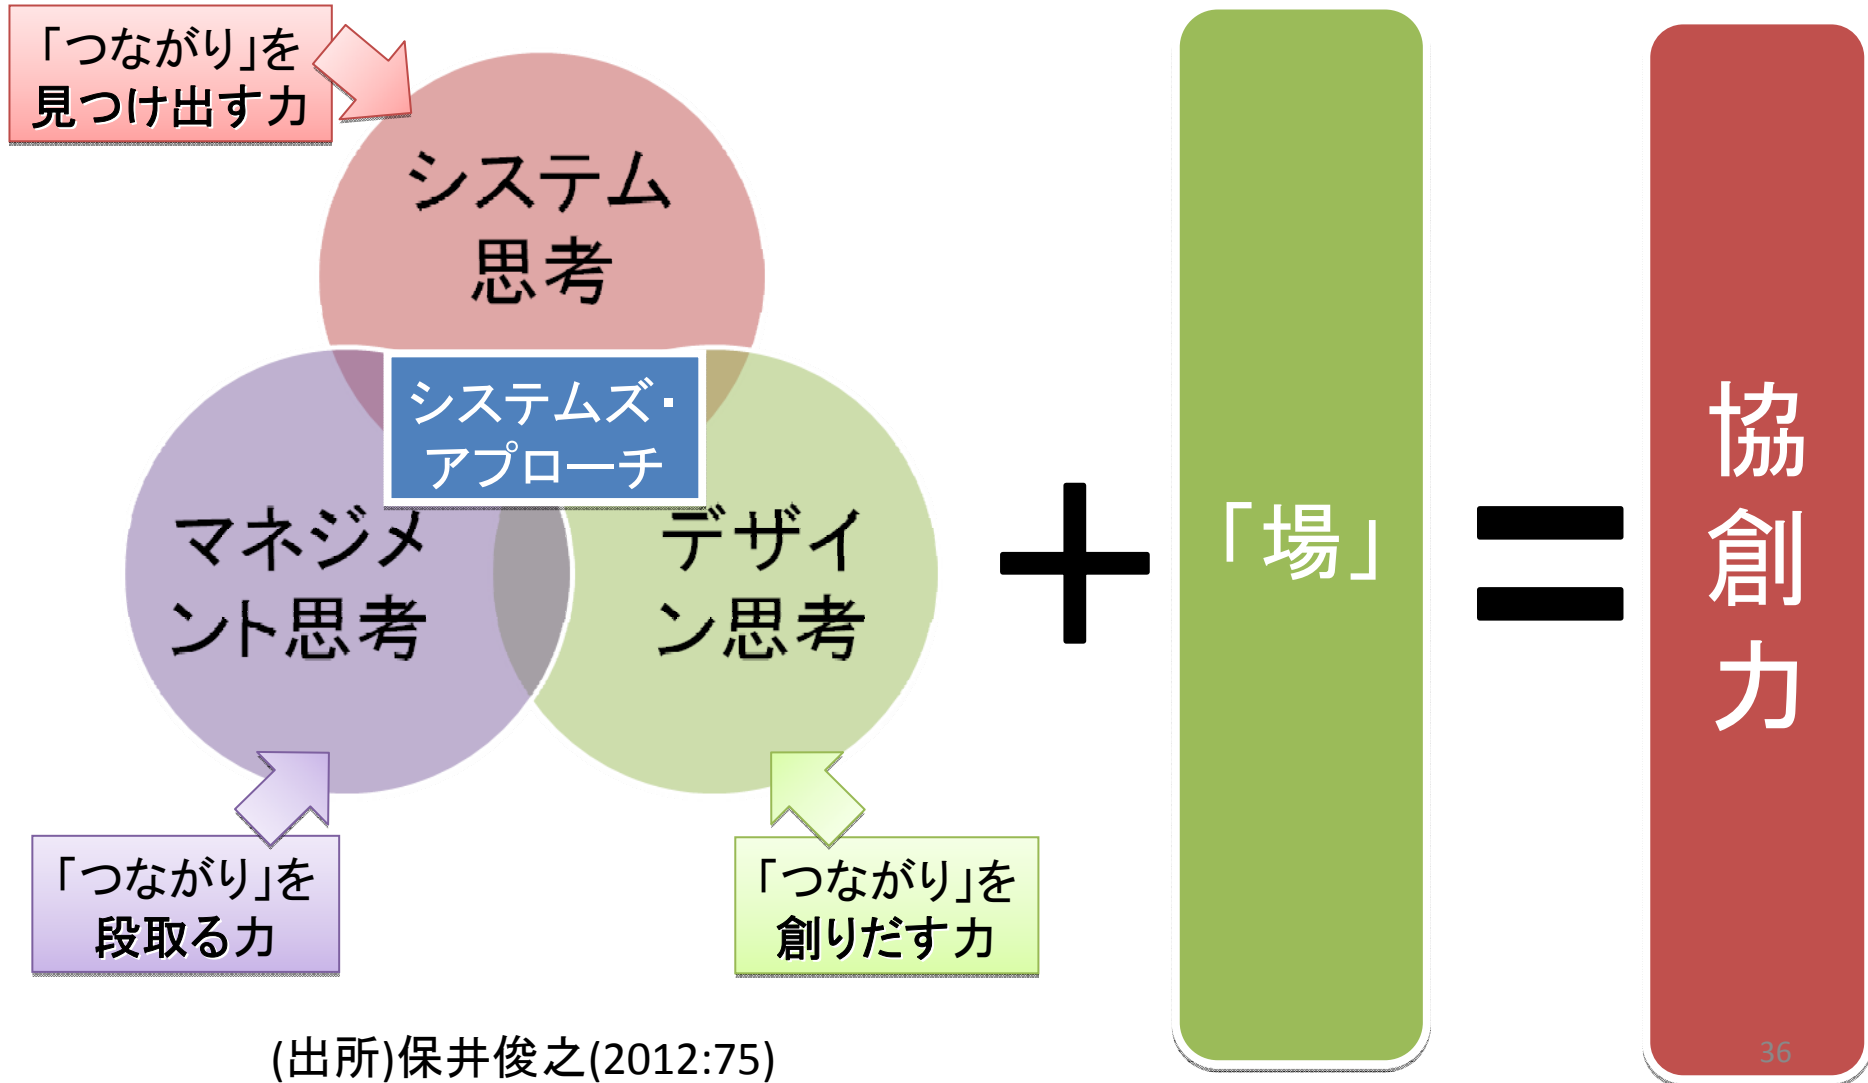 「つながり」を
見つけ出す力
システム
思考
システムズ・
アプローチ
マネジメ
ント思考
デザイ
ン思考
「つながり」を
段取る力
「つながり」を
創りだす力
「場」
協
創
力
(出所)保井俊之(2012:75)
36